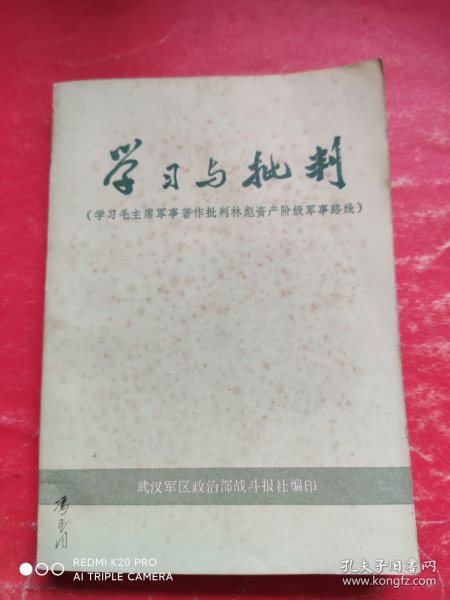 学习与批判
(学习毛主席军事著作批判林彪资产阶级军事路线)
武汉军区政治部战斗报社编印
REDMI K20 PRO
AI TRIPLE CAMERA
孔夫子旧书网
www.kongfz.com